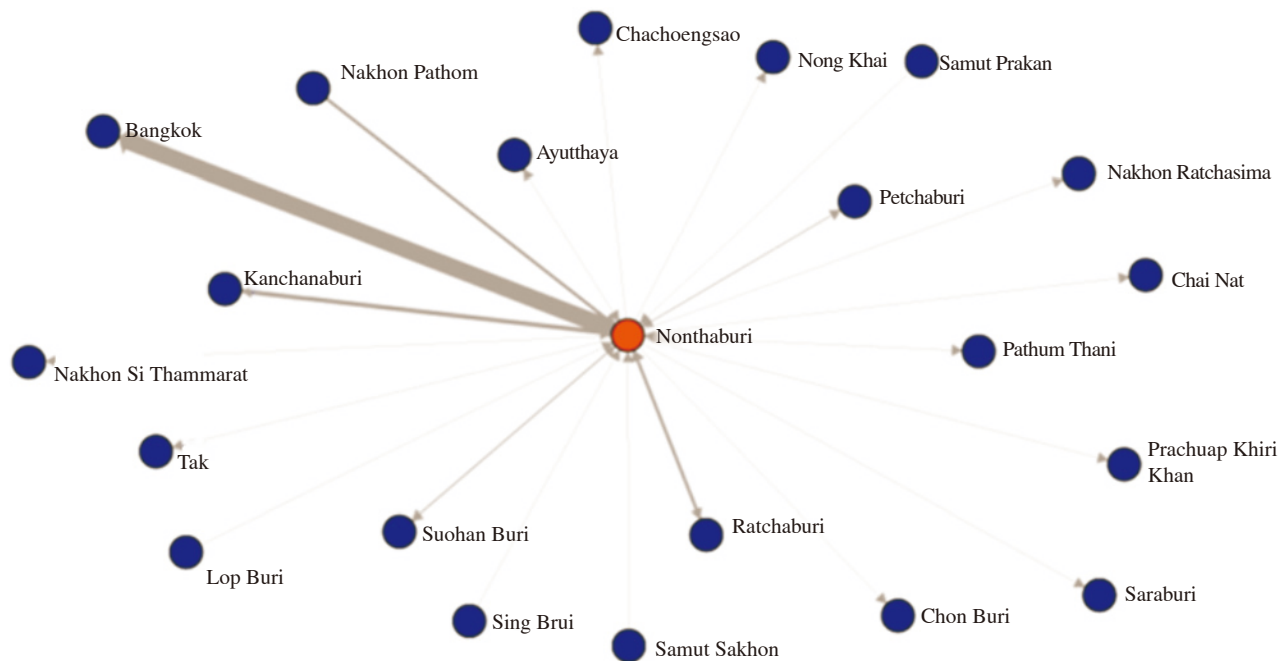 Chachoengsao
Nong Khai
Samut Prakan
Nakhon Pathom
Bangkok
Ayutthaya
Nakhon Ratchasima
Petchaburi
Kanchanaburi
Chai Nat
Nonthaburi
Pathum Thani
Nakhon Si Thammarat
Prachuap Khiri
Khan
Tak
Ratchaburi
Suohan Buri
Lop Buri
Saraburi
Chon Buri
Sing Brui
Samut Sakhon